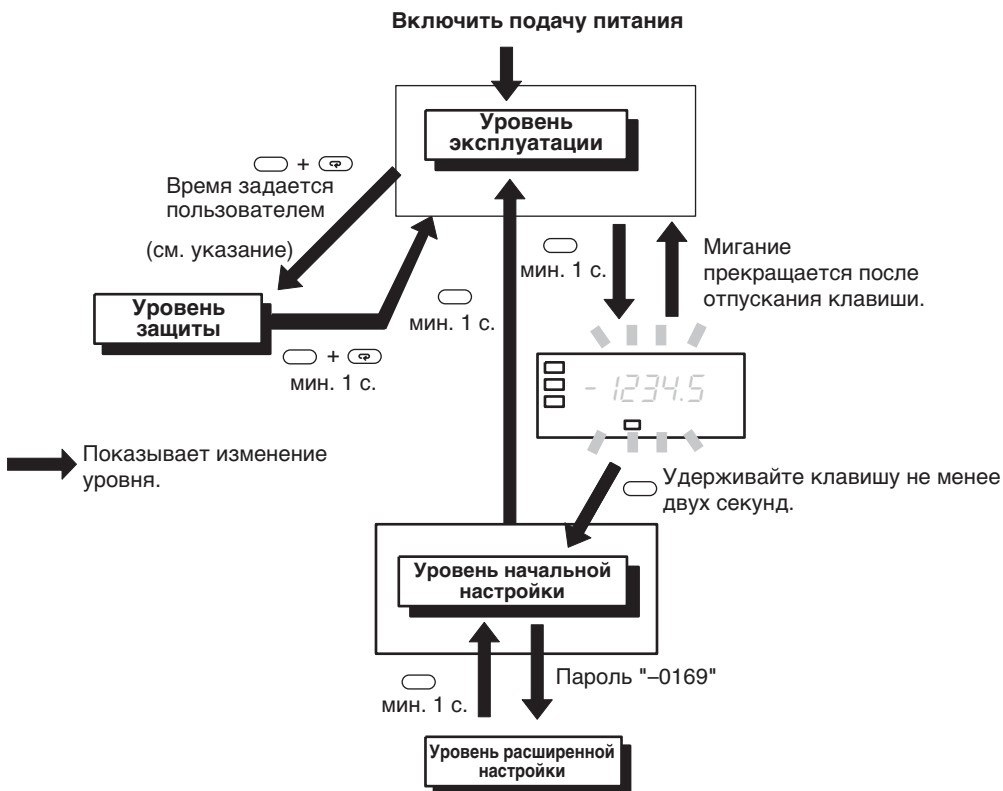 Включить подачу питания
Уровень
эксплуатации
+
Время задается
пользователем
(см. указание)
Уровень
защиты
+
мин. 1 с.
мин. 1 с.
мин. 1 с.
Мигание
прекращается после
отпускания клавиши.
- 1234.5
Показывает изменение
уровня.
Удерживайте клавишу не менее
двух секунд.
Уровень начальной
настройки
мин. 1 с.
Пароль "–0169"
Уровень расширенной
настройки